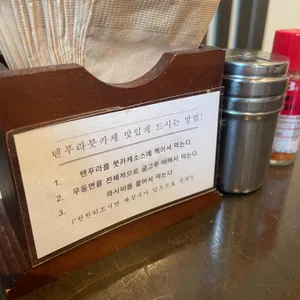 텐푸라붓카케 맛있게 드시는 방법!
1. 텐푸라를 붓카케소스에 찍어서 먹는다.
2. 우동면을 전체적으로 골고루 비벼서 먹는다.
3. 와사비를 풀어서 먹는다.